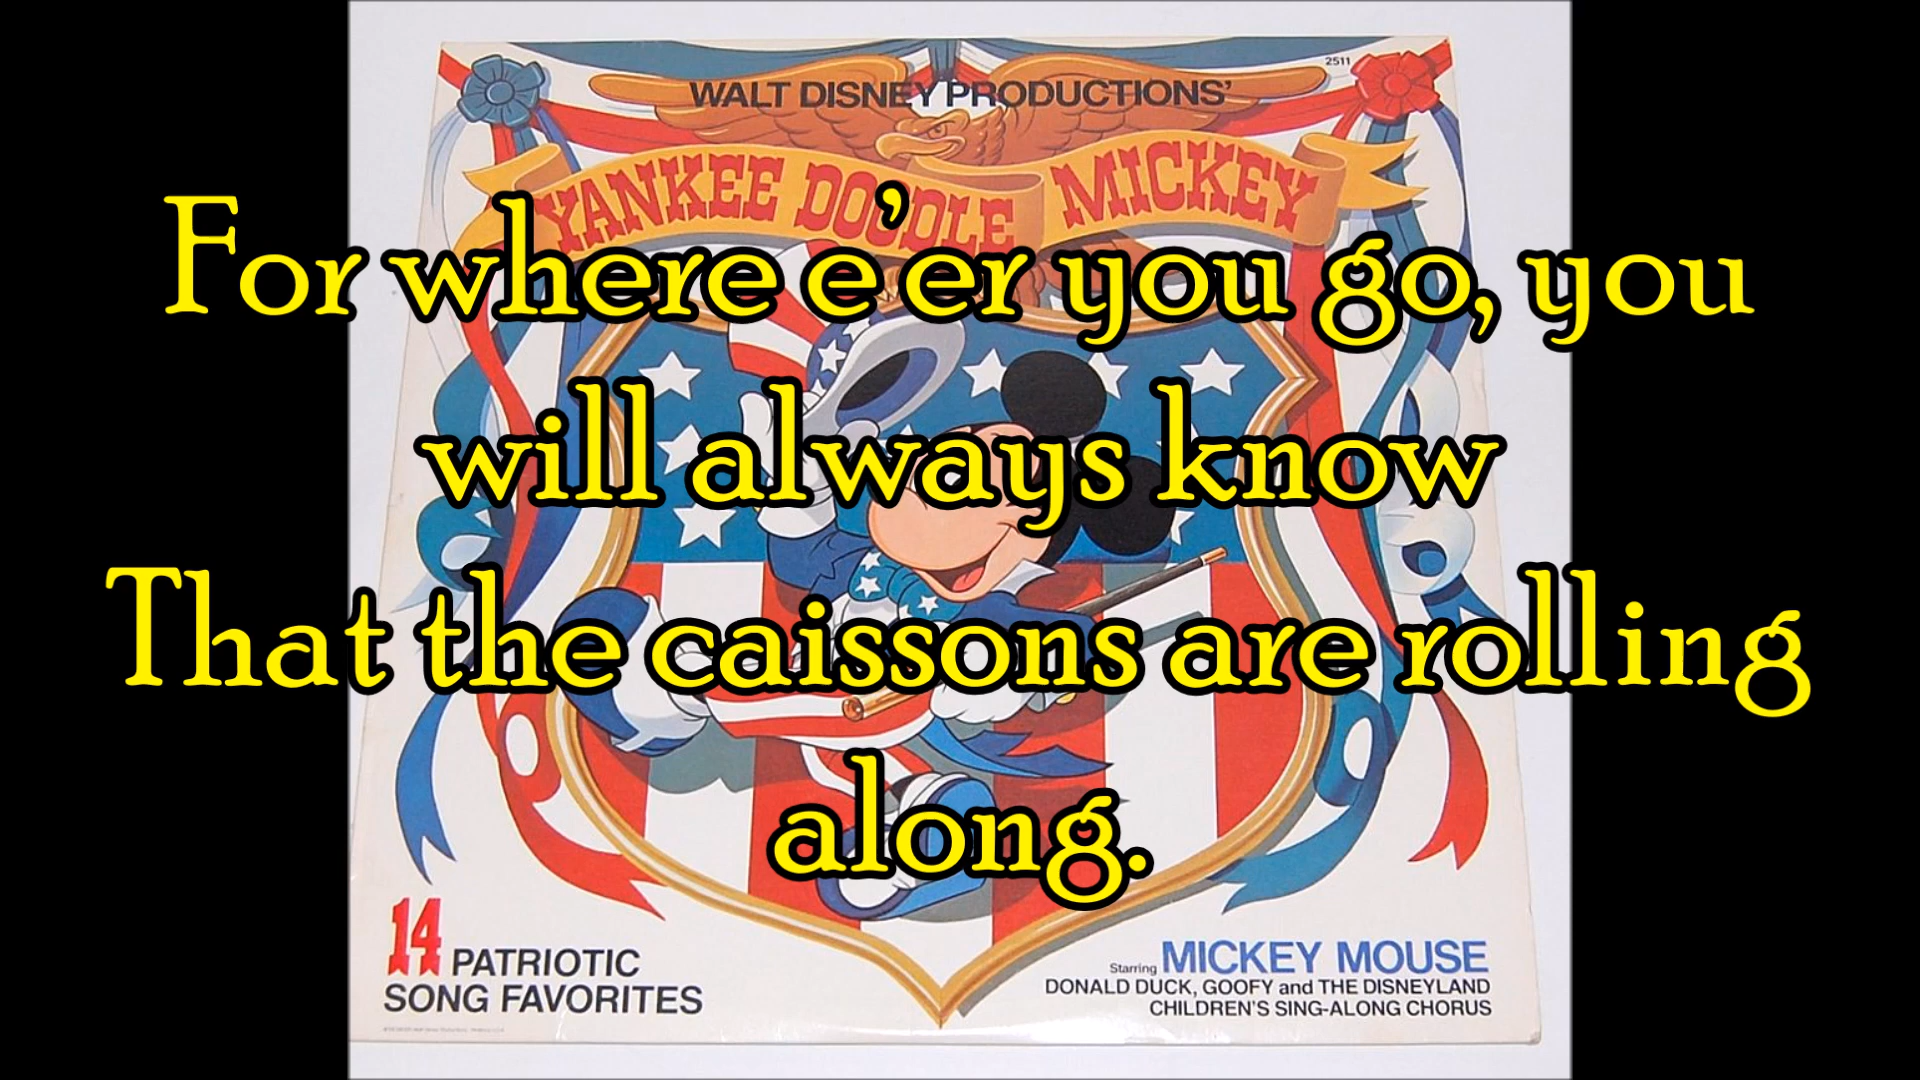 2511
WALT DISNEY PRODUCTIONS'
YANKEE DOODLE MICKEY
For where e'er you go, you
will always know
That the caissons are rolling
along.
14 PATRIOTIC
SONG FAVORITES
Starring MICKEY MOUSE
DONALD DUCK, GOOFY and THE DISNEYLAND
CHILDREN'S SING-ALONG CHORUS